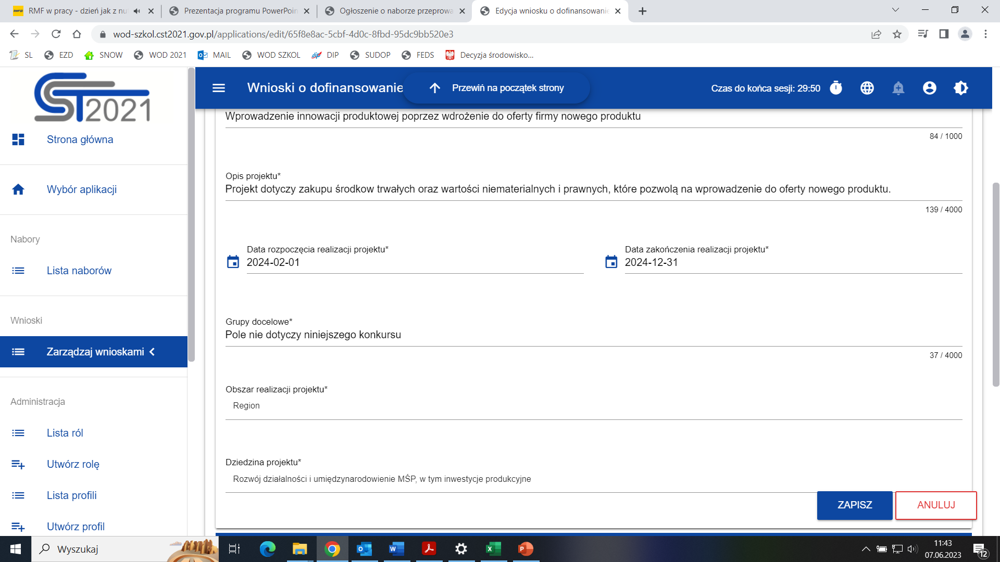 RMF w pracy - dzień jak z nu
Prezentacja programu PowerPoin
Ogłoszenie o naborze przeprowa
Edycja wniosku o dofinansowanie
wod-szkol.cst2021.gov.pl/applications/edit/65f8e8ac-5cbf-4d0c-8fbd-95dc9bb520e3
SL EZD SNOW WOD 2021 MAIL WOD SZKOL DIP SUDOP FEDS Decyzja środowisko...
CST2021
Strona główna
Wybór aplikacji
Nabory
Lista naborów
Wnioski
Zarządzaj wnioskami
Administracja
Lista ról
Utwórz rolę
Lista profili
Utwórz profil
Wnioski o dofinansowanie
Przewiń na początek strony
Czas do końca sesji: 29:50
Wprowadzenie innowacji produktowej poprzez wdrożenie do oferty firmy nowego produktu
84 / 1000
Opis projektu*
Projekt dotyczy zakupu środkow trwałych oraz wartości niematerialnych i prawnych, które pozwolą na wprowadzenie do oferty nowego produktu.
139 / 4000
Data rozpoczęcia realizacji projektu*
2024-02-01
Data zakończenia realizacji projektu*
2024-12-31
Grupy docelowe*
Pole nie dotyczy niniejszego konkursu
37 / 4000
Obszar realizacji projektu*
Region
Dziedzina projektu*
Rozwój działalności i umiędzynarodowienie MŚP, w tym inwestycje produkcyjne
ZAPISZ
ANULUJ
Wyszukaj
11:43
07.06.2023
12